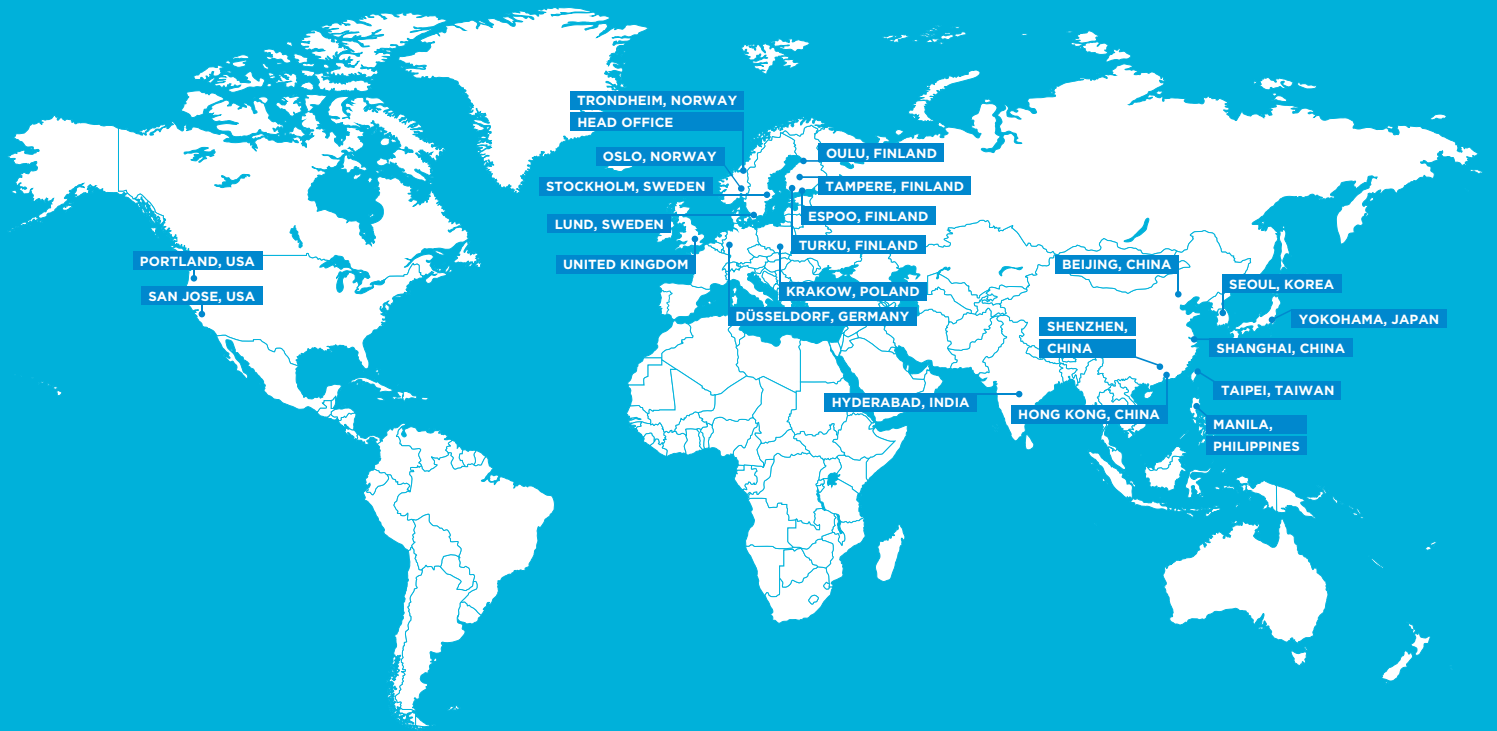 TRONDHEIM, NORWAY
HEAD OFFICE
OSLO, NORWAY
STOCKHOLM, SWEDEN
LUND, SWEDEN
UNITED KINGDOM
OULU, FINLAND
TAMPERE, FINLAND
ESPOO, FINLAND
TURKU, FINLAND
KRAKOW, POLAND
DÜSSELDORF, GERMANY
PORTLAND, USA
SAN JOSE, USA
BEIJING, CHINA
SEOUL, KOREA
YOKOHAMA, JAPAN
SHENZHEN,
CHINA
SHANGHAI, CHINA
TAIPEI, TAIWAN
HYDERABAD, INDIA
HONG KONG, CHINA
MANILA,
PHILIPPINES